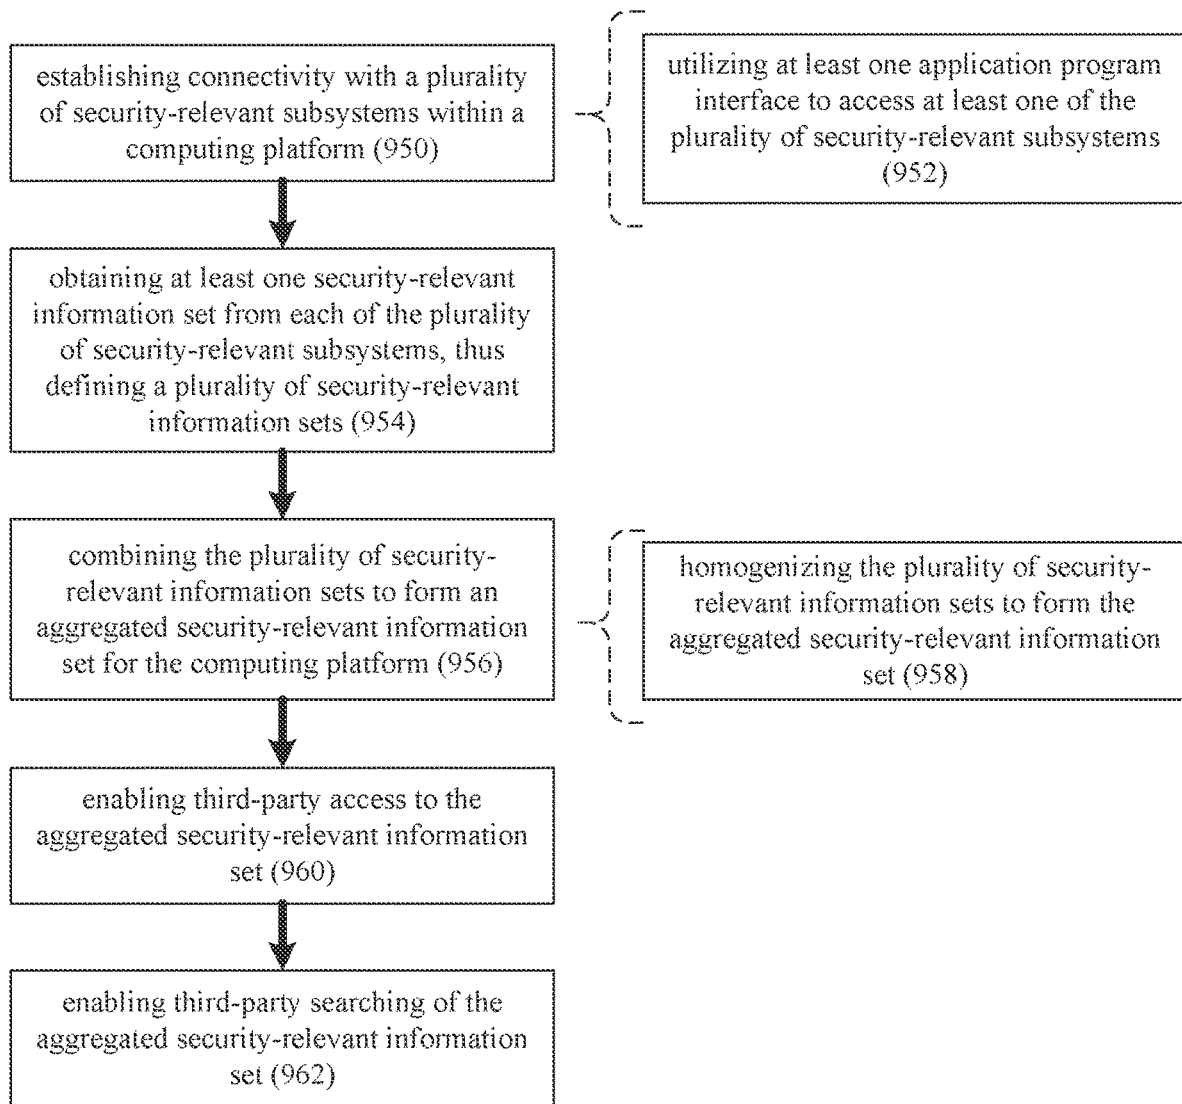 establishing connectivity with a plurality
of security-relevant subsystems within a
computing platform (950)
utilizing at least one application program
interface to access at least one of the
plurality of security-relevant subsystems
(952)
obtaining at least one security-relevant
information set from each of the plurality
of security-relevant subsystems, thus
defining a plurality of security-relevant
information sets (954)
combining the plurality of security-
relevant information sets to form an
aggregated security-relevant information
set for the computing platform (956)
homogenizing the plurality of security-
relevant information sets to form the
aggregated security-relevant information
set (958)
enabling third-party access to the
aggregated security-relevant information
set (960)
enabling third-party searching of the
aggregated security-relevant information
set (962)